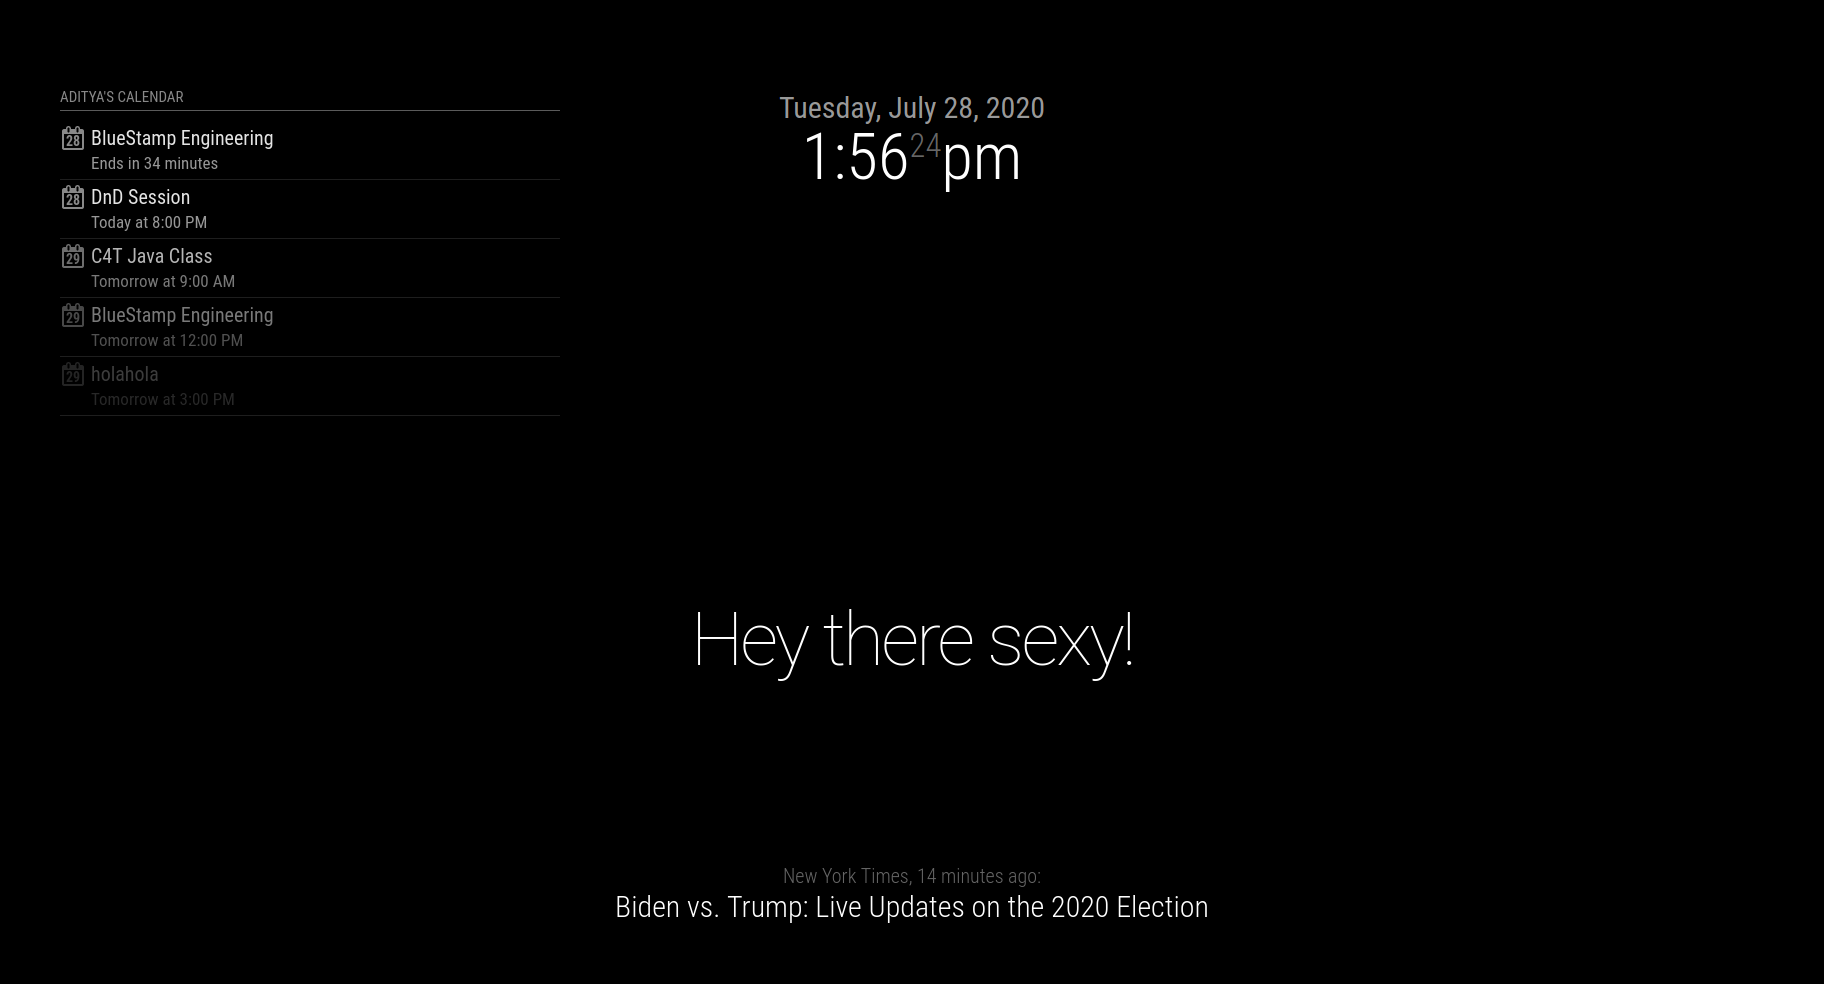 ADITYA'S CALENDAR
28 BlueStamp Engineering
Ends in 34 minutes
28 DnD Session
Today at 8:00 PM
29 C4T Java Class
Tomorrow at 9:00 AM
29 BlueStamp Engineering
Tomorrow at 12:00 PM
29 holahola
Tomorrow at 3:00 PM
Tuesday, July 28, 2020
1:56 24 pm
Hey there sexy!
New York Times, 14 minutes ago:
Biden vs. Trump: Live Updates on the 2020 Election